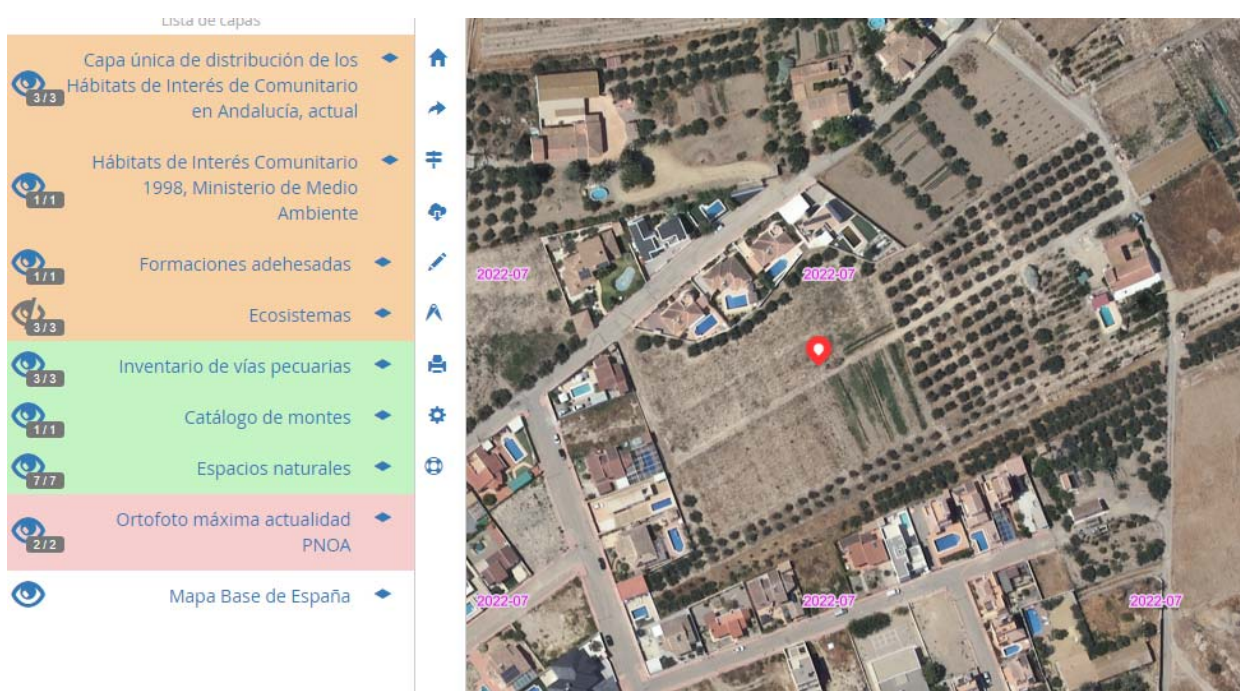 Lista de capas
Capa única de distribución de los
Hábitats de Interés de Comunitario
en Andalucía, actual
3/3
Hábitats de Interés Comunitario
1998, Ministerio de Medio
Ambiente
1/1
Formaciones adehesadas
1/1
Ecosistemas
3/3
Inventario de vías pecuarias
3/3
Catálogo de montes
1/1
Espacios naturales
7/7
Ortofoto máxima actualidad
PNOA
2/2
Mapa Base de España
2022-07
2022-07
2022-07
2022-07
2022-07